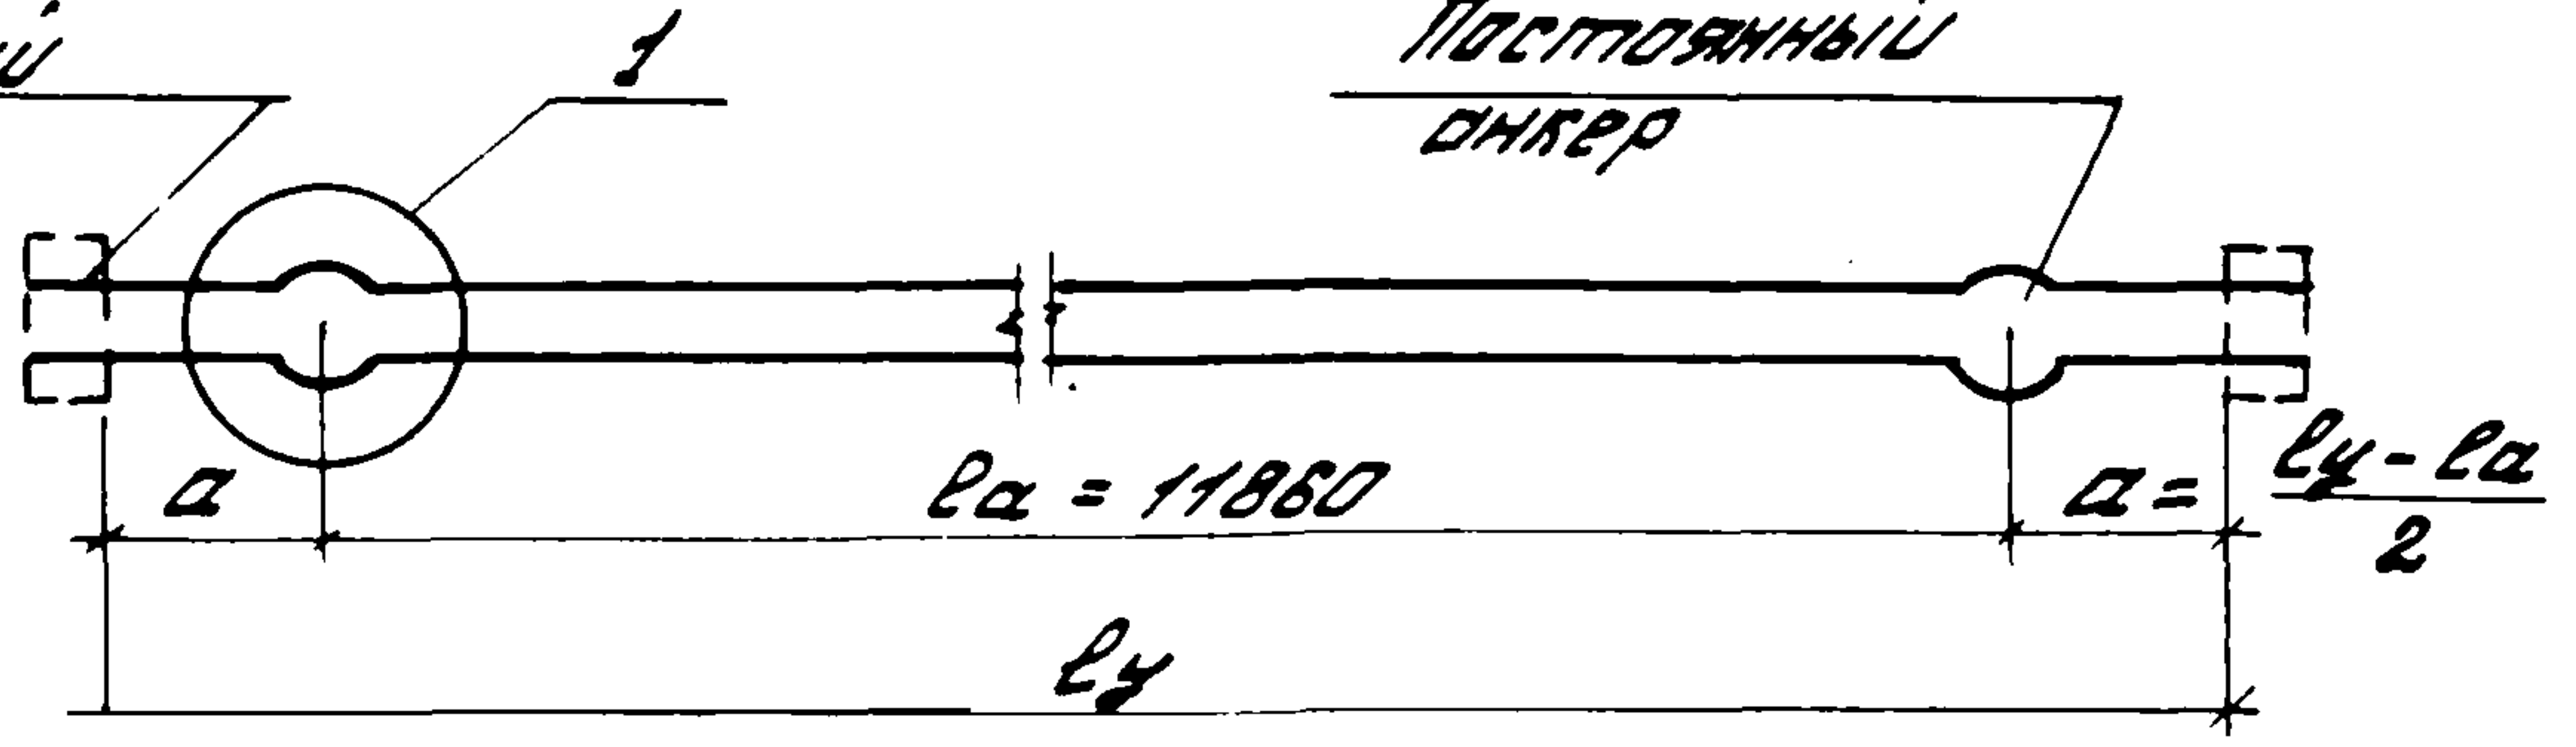 1
Постоянный
анкер
a
la = 11860
a = ly - la
2
ly